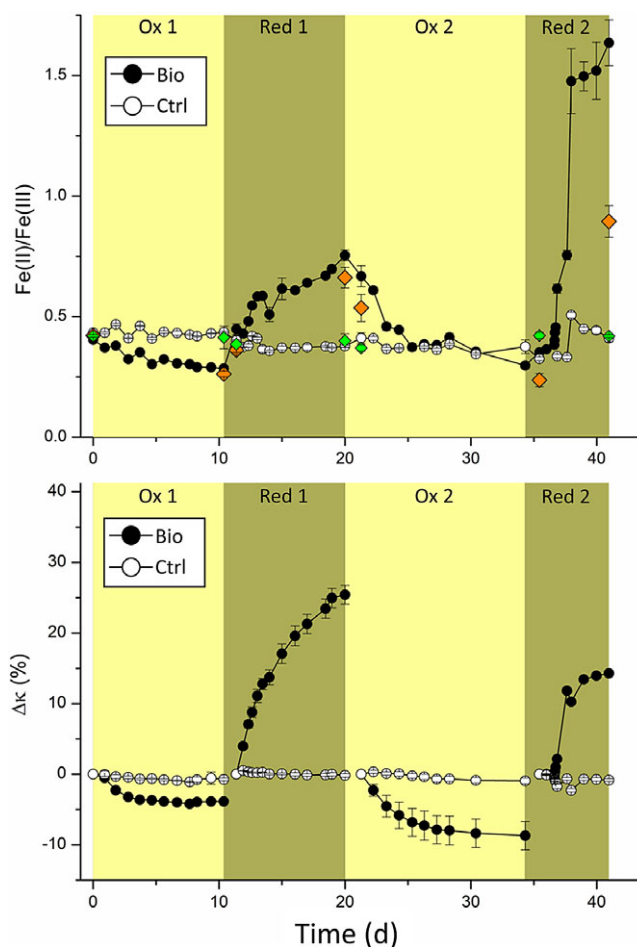 Ox 1 Red 1 Ox 2 Red 2
Bio
Ctrl
Fe(II)/Fe(III)
1.5
1.0
0.5
0.0
0 10 20 30 40
Ox 1 Red 1 Ox 2 Red 2
Bio
Ctrl
Δκ (%)
40
30
20
10
0
-10
0 10 20 30 40
Time (d)